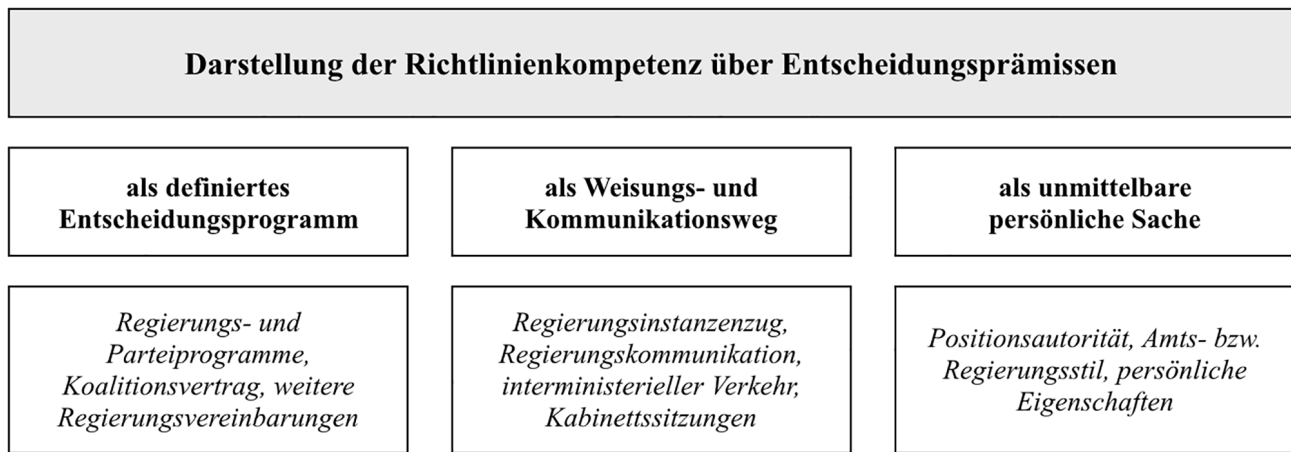 Darstellung der Richtlinienkompetenz über Entscheidungsprämissen
als definiertes
Entscheidungsprogramm
als Weisungs- und
Kommunikationsweg
als unmittelbare
persönliche Sache
Regierungs- und
Parteiprogramme,
Koalitionsvertrag, weitere
Regierungsvereinbarungen
Regierungsinstanzenzug,
Regierungskommunikation,
interministerieller Verkehr,
Kabinettssitzungen
Positionsautorität, Amts- bzw.
Regierungsstil, persönliche
Eigenschaften